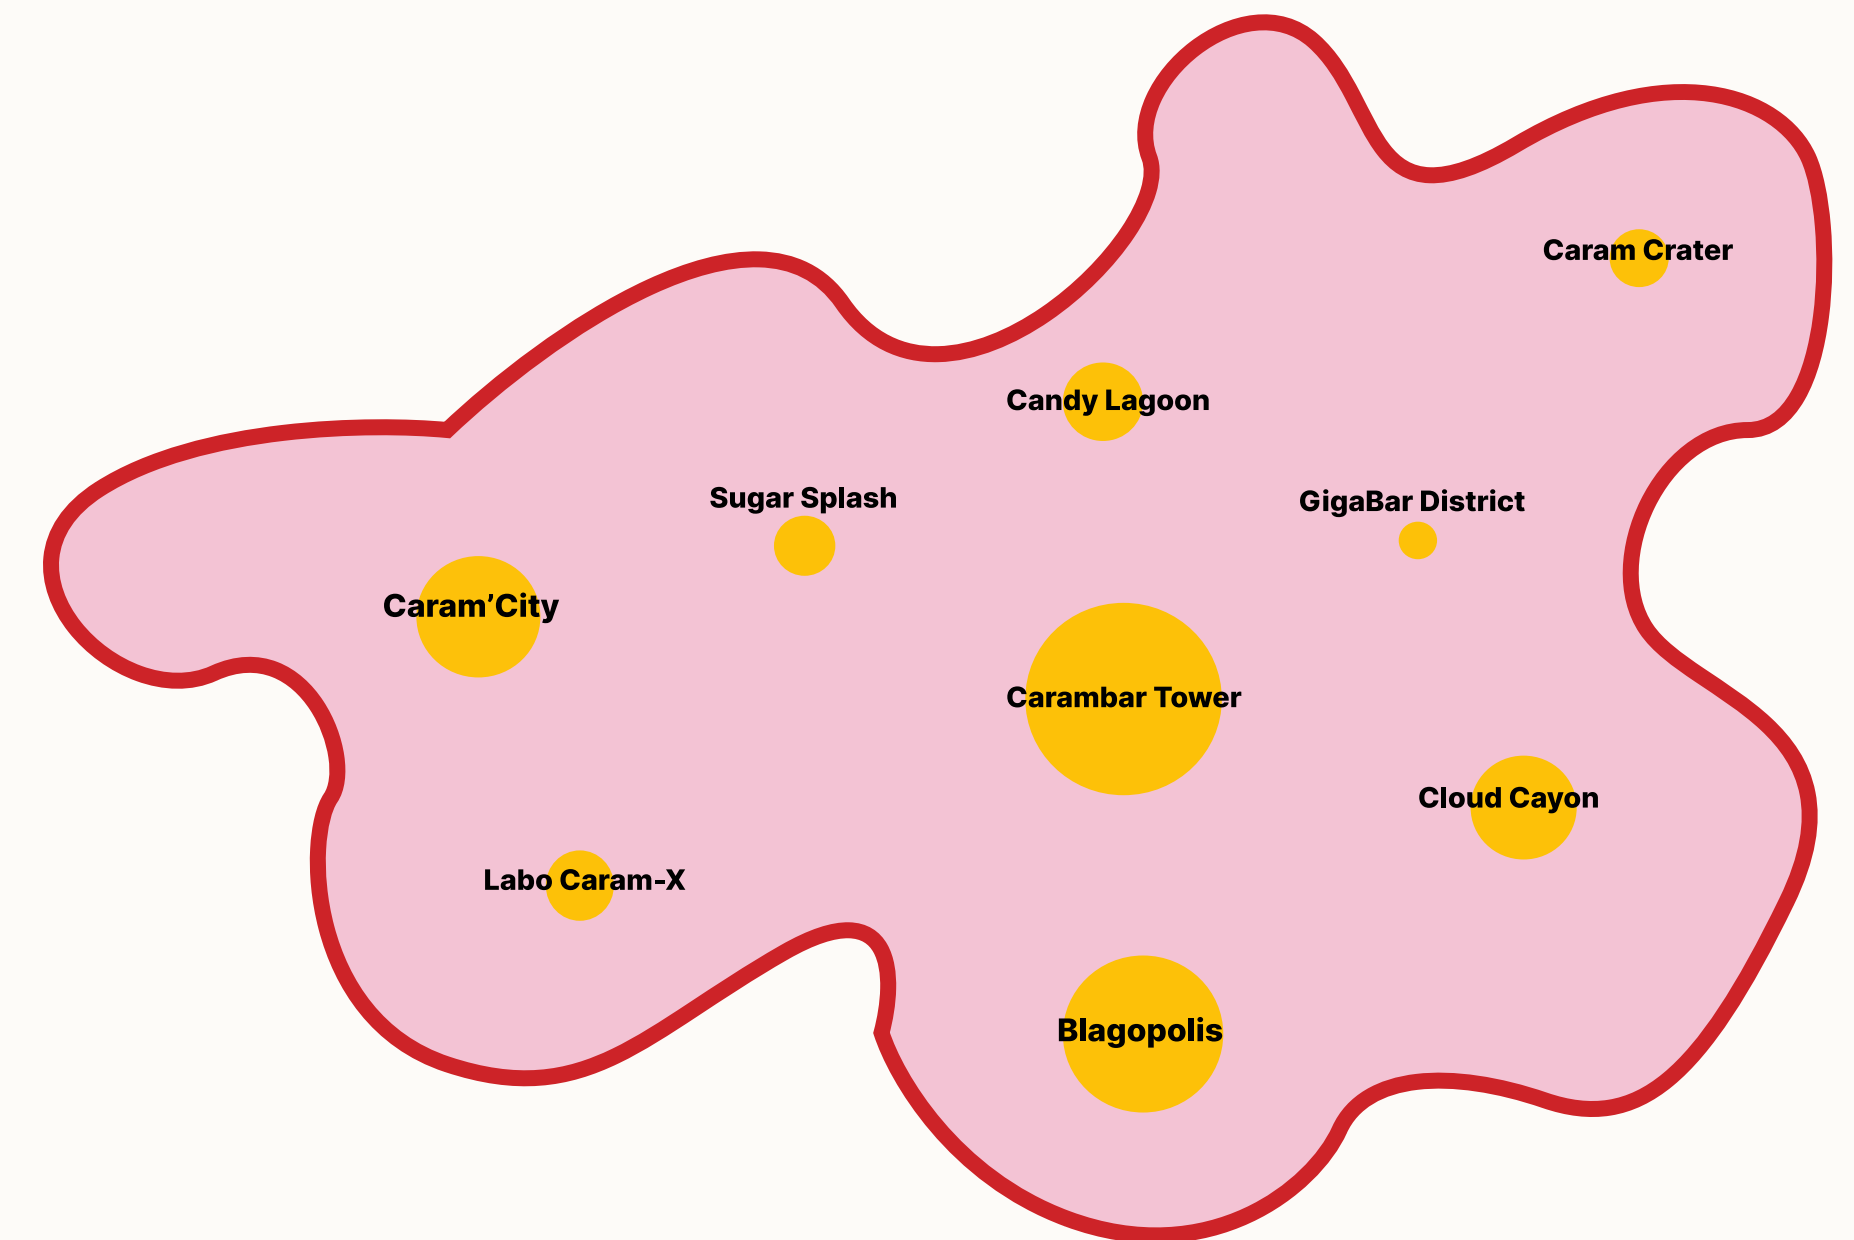 Caram Crater
Candy Lagoon
Sugar Splash
GigaBar District
Caram’City
Carambar Tower
Cloud Cayon
Labo Caram-X
Blagopolis